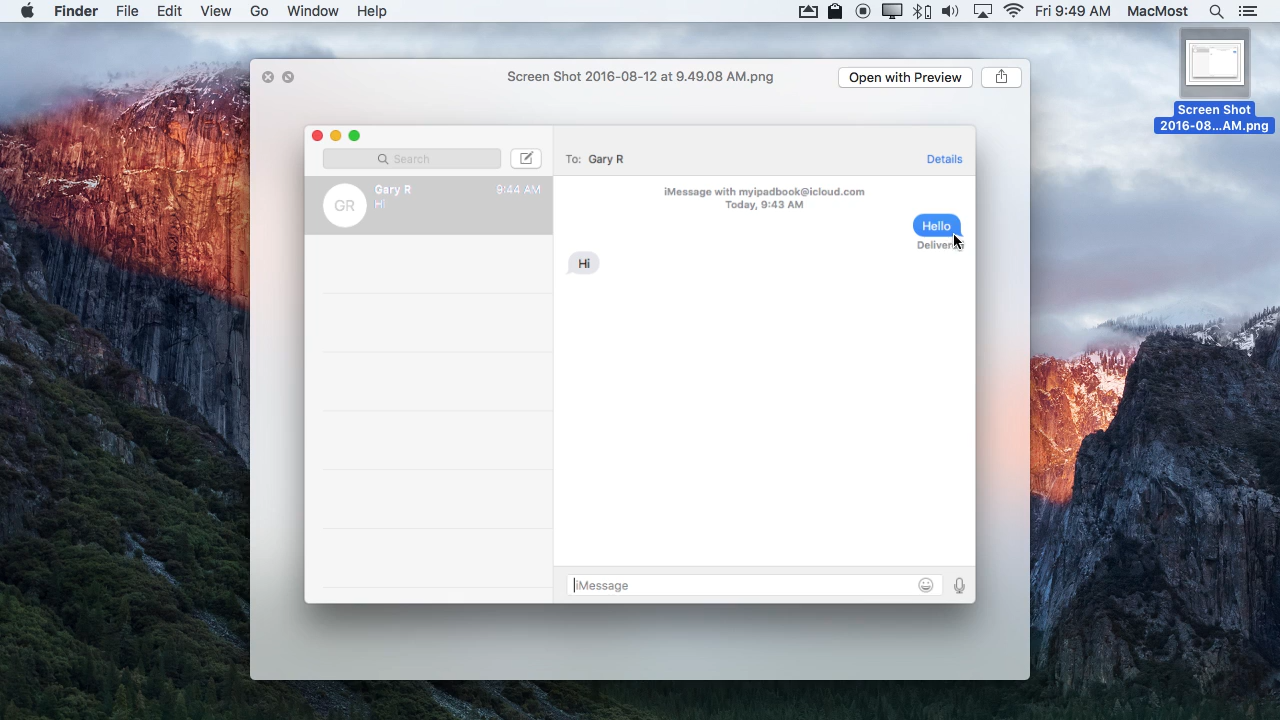 Finder File Edit View Go Window Help Fri 9:49 AM MacMost
Screen Shot 2016-08-12 at 9.49.08 AM.png
Open with Preview
Screen Shot
2016-08...AM.png
Search
To: Gary R
Details
GR
Gary R 9:44 AM
Hi
iMessage with myipadbook@icloud.com
Today, 9:43 AM
Hello
Hi
iMessage